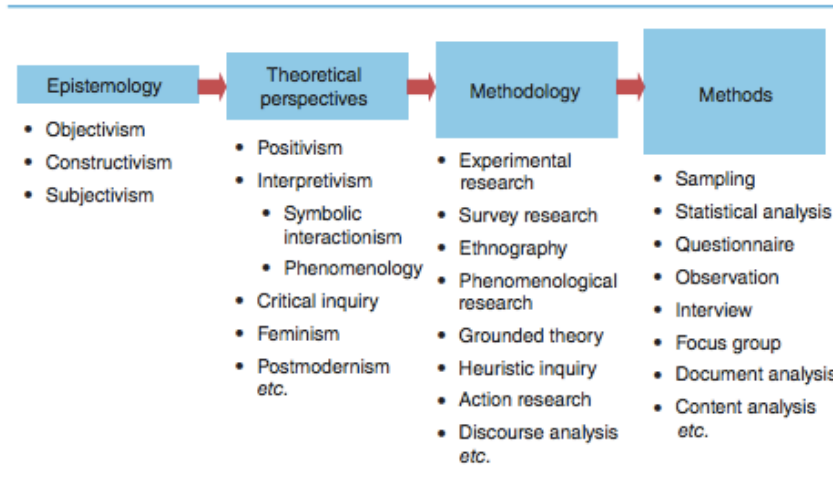 Epistemology
• Objectivism
• Constructivism
• Subjectivism
Theoretical
perspectives
• Positivism
• Interpretivism
• Symbolic
interactionism
• Phenomenology
• Critical inquiry
• Feminism
• Postmodernism
etc.
Methodology
• Experimental
research
• Survey research
• Ethnography
• Phenomenological
research
• Grounded theory
• Heuristic inquiry
• Action research
• Discourse analysis
etc.
Methods
• Sampling
• Statistical analysis
• Questionnaire
• Observation
• Interview
• Focus group
• Document analysis
• Content analysis
etc.